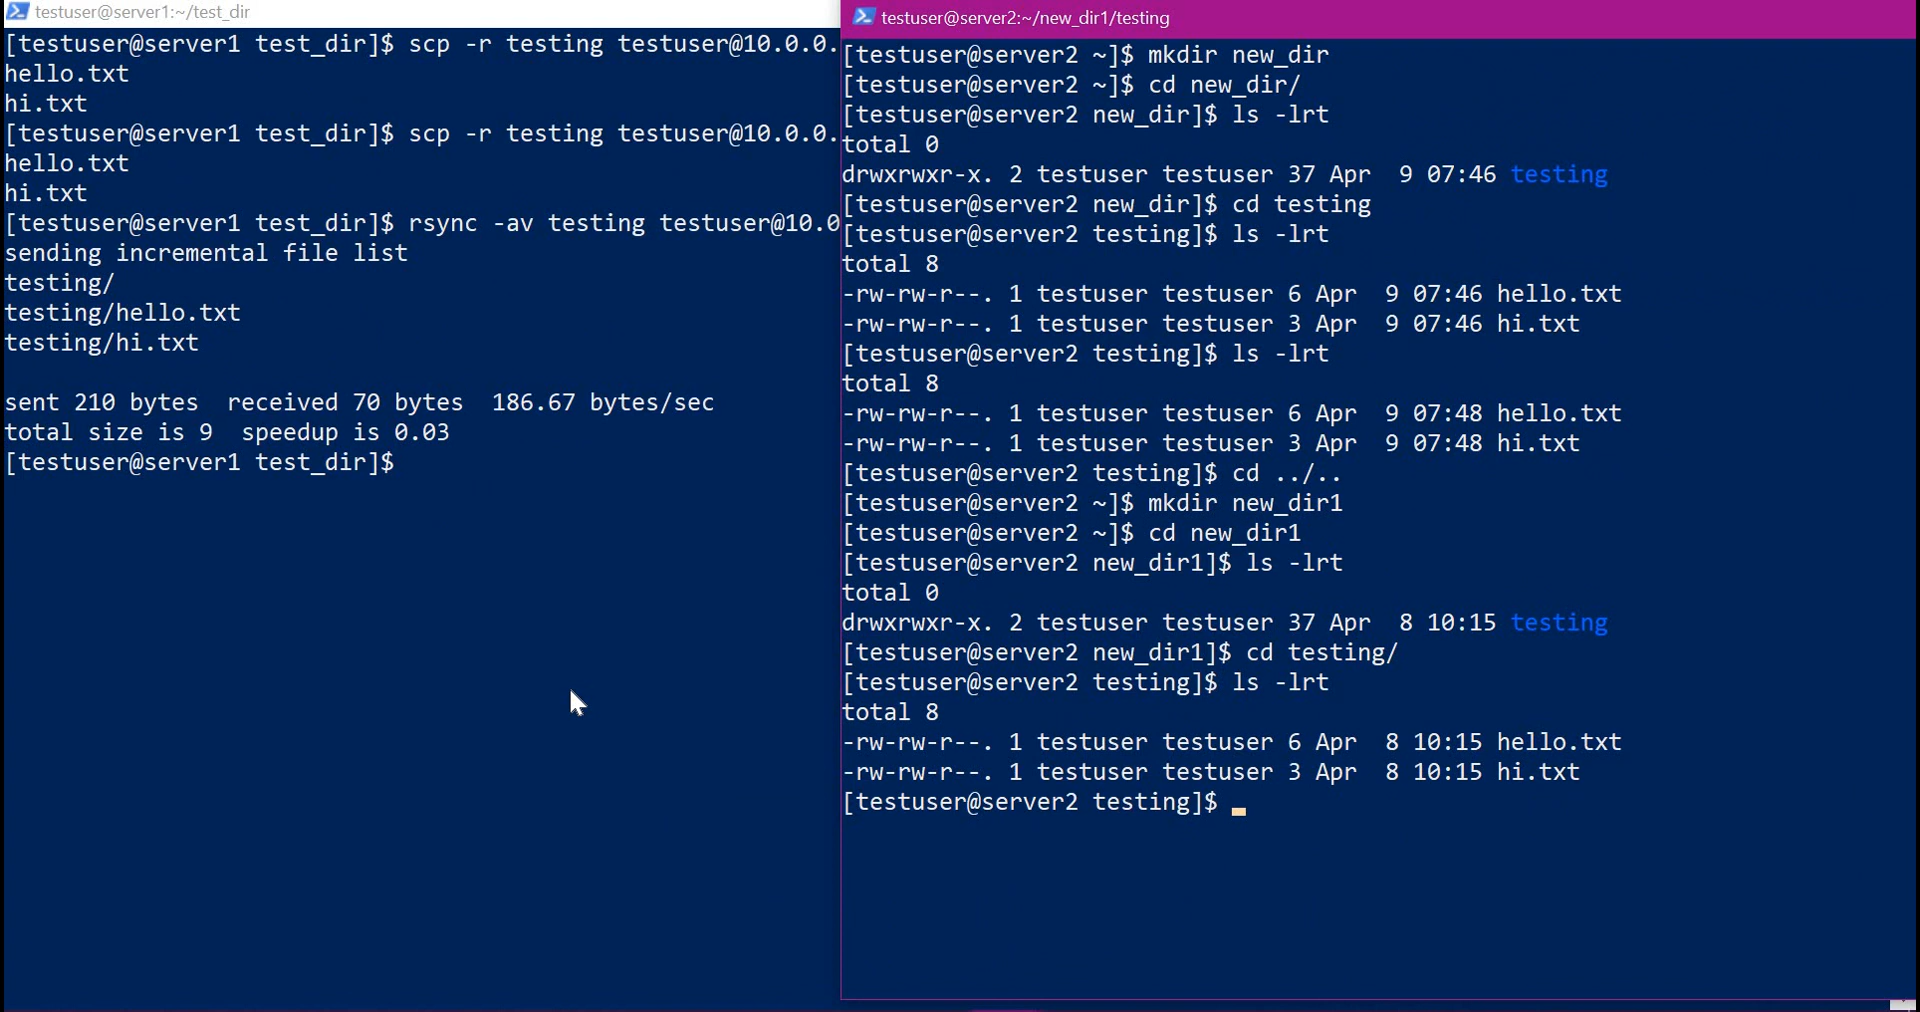 testuser@server1:~/test_dir
[testuser@server1 test_dir]$ scp -r testing testuser@10.0.0.
hello.txt
hi.txt
[testuser@server1 test_dir]$ scp -r testing testuser@10.0.0.
hello.txt
hi.txt
[testuser@server1 test_dir]$ rsync -av testing testuser@10.0
sending incremental file list
testing/
testing/hello.txt
testing/hi.txt
sent 210 bytes  received 70 bytes  186.67 bytes/sec
total size is 9  speedup is 0.03
[testuser@server1 test_dir]$
testuser@server2:~/new_dir1/testing
[testuser@server2 ~]$ mkdir new_dir
[testuser@server2 ~]$ cd new_dir/
[testuser@server2 new_dir]$ ls -lrt
total 0
drwxrwxr-x. 2 testuser testuser 37 Apr  9 07:46 testing
[testuser@server2 new_dir]$ cd testing
[testuser@server2 testing]$ ls -lrt
total 8
-rw-rw-r--. 1 testuser testuser 6 Apr  9 07:46 hello.txt
-rw-rw-r--. 1 testuser testuser 3 Apr  9 07:46 hi.txt
[testuser@server2 testing]$ ls -lrt
total 8
-rw-rw-r--. 1 testuser testuser 6 Apr  9 07:48 hello.txt
-rw-rw-r--. 1 testuser testuser 3 Apr  9 07:48 hi.txt
[testuser@server2 testing]$ cd ../..
[testuser@server2 ~]$ mkdir new_dir1
[testuser@server2 ~]$ cd new_dir1
[testuser@server2 new_dir1]$ ls -lrt
total 0
drwxrwxr-x. 2 testuser testuser 37 Apr  8 10:15 testing
[testuser@server2 new_dir1]$ cd testing/
[testuser@server2 testing]$ ls -lrt
total 8
-rw-rw-r--. 1 testuser testuser 6 Apr  8 10:15 hello.txt
-rw-rw-r--. 1 testuser testuser 3 Apr  8 10:15 hi.txt
[testuser@server2 testing]$